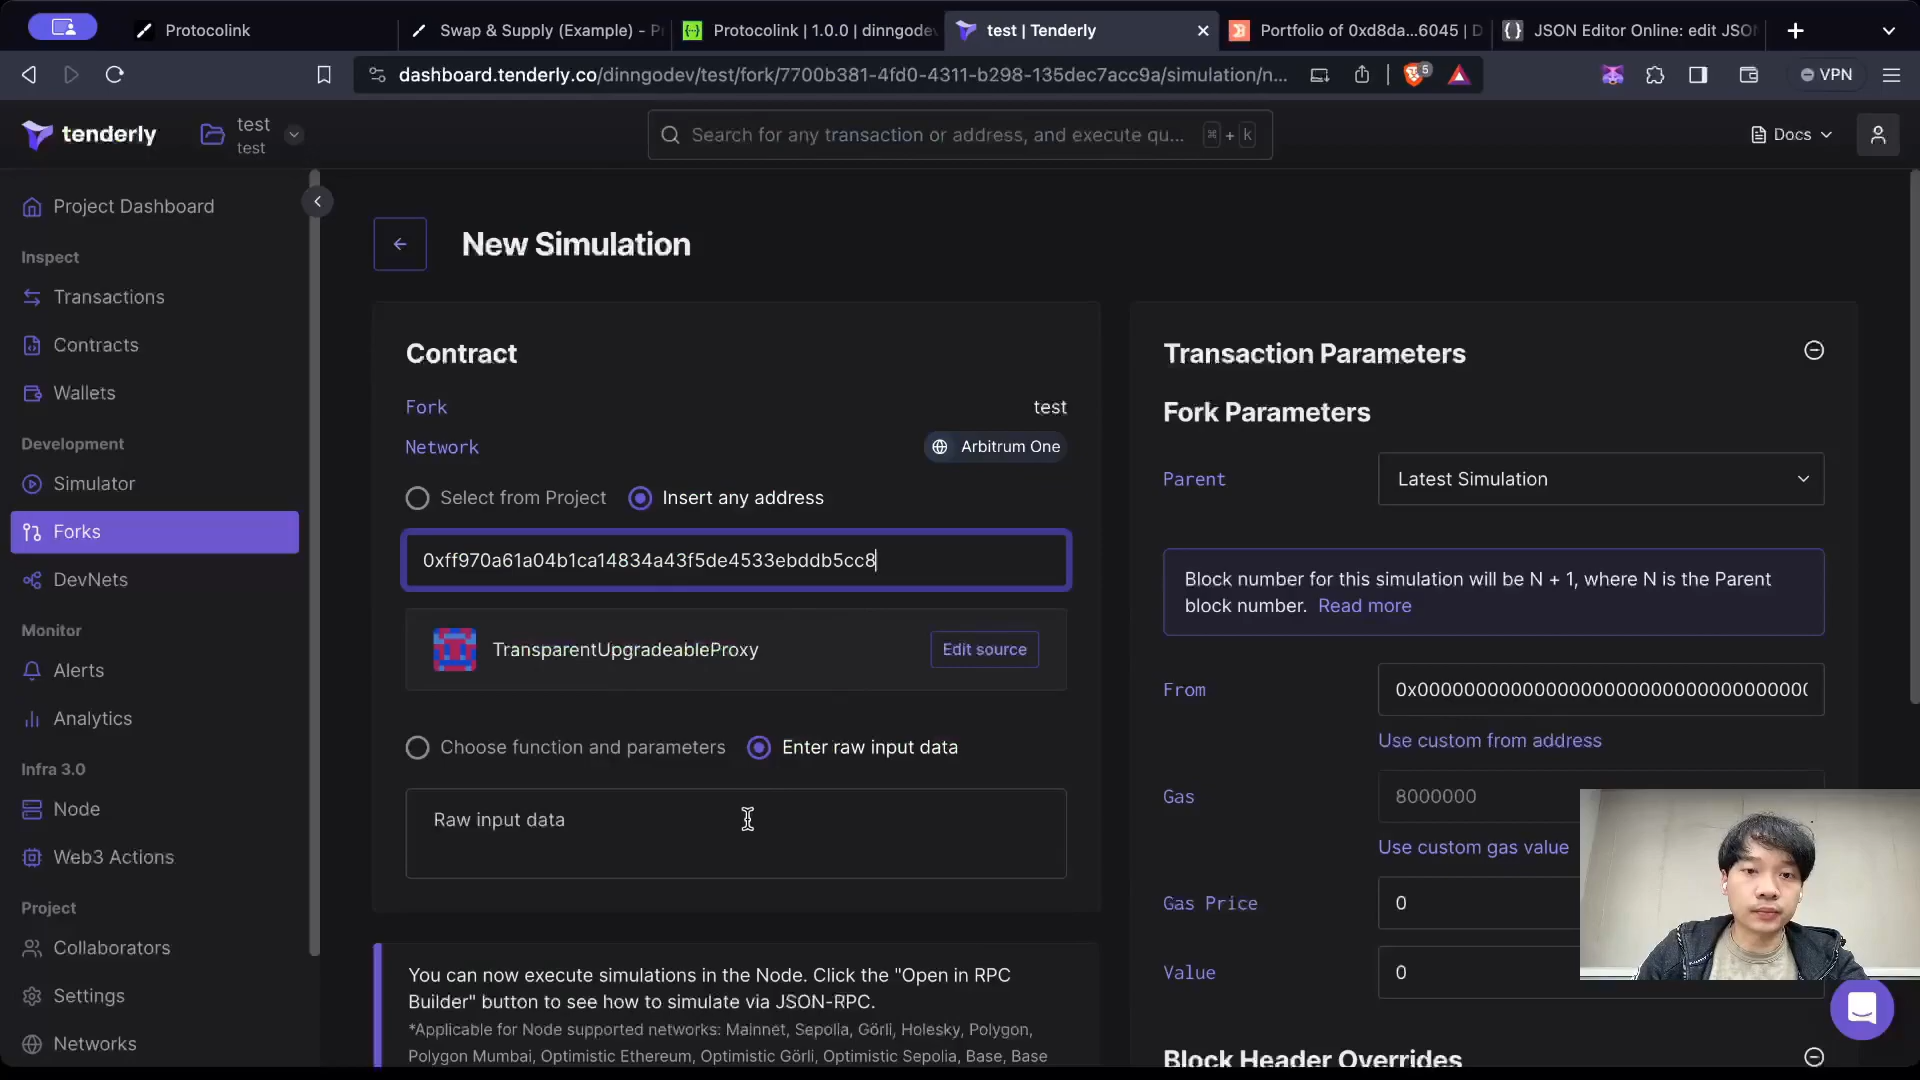 Protocolink
Swap & Supply (Example) - P
Protocolink | 1.0.0 | dinngodev
test | Tenderly
Portfolio of 0xd8da...6045 | D
JSON Editor Online: edit JSON
dashboard.tenderly.co/dinngodev/test/fork/7700b381-4fd0-4311-b298-135dec7acc9a/simulation/n...
5
VPN
tenderly
test
test
Search for any transaction or address, and execute qu...
⌘ + k
Docs
Project Dashboard
Inspect
Transactions
Contracts
Wallets
Development
Simulator
Forks
DevNets
Monitor
Alerts
Analytics
Infra 3.0
Node
Web3 Actions
Project
Collaborators
Settings
Networks
New Simulation
Contract
Fork
test
Network
Arbitrum One
Select from Project
Insert any address
0xff970a61a04b1ca14834a43f5de4533ebddb5cc8
TransparentUpgradeableProxy
Edit source
Choose function and parameters
Enter raw input data
Raw input data
You can now execute simulations in the Node. Click the "Open in RPC
Builder" button to see how to simulate via JSON-RPC.
*Applicable for Node supported networks: Mainnet, Sepolia, Görli, Holesky, Polygon,
Polygon Mumbai, Optimistic Ethereum, Optimistic Görli, Optimistic Sepolia, Base, Base
Transaction Parameters
Fork Parameters
Parent
Latest Simulation
Block number for this simulation will be N + 1, where N is the Parent
block number. Read more
From
0x00000000000000000000000000000000(
Use custom from address
Gas
8000000
Use custom gas value
Gas Price
0
Value
0
Block Header Overrides